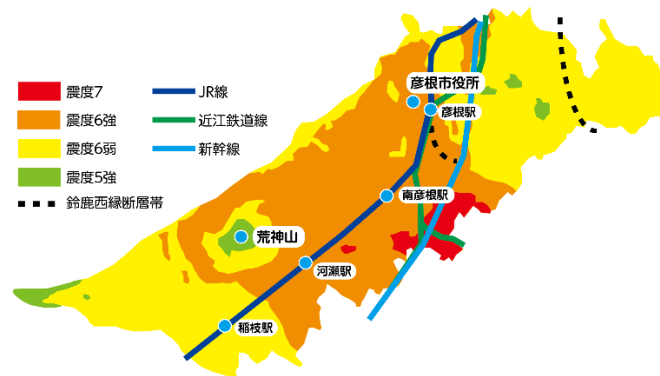 震度7
震度6強
震度6弱
震度5強
鈴鹿西縁断層帯
JR線
近江鉄道線
新幹線
彦根市役所
彦根駅
南彦根駅
荒神山
河瀬駅
稲枝駅